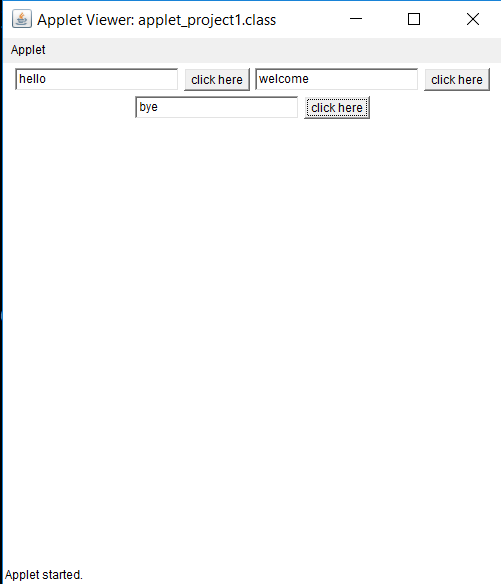 Applet Viewer: applet_project1.class
Applet
hello click here welcome click here
bye click here
Applet started.